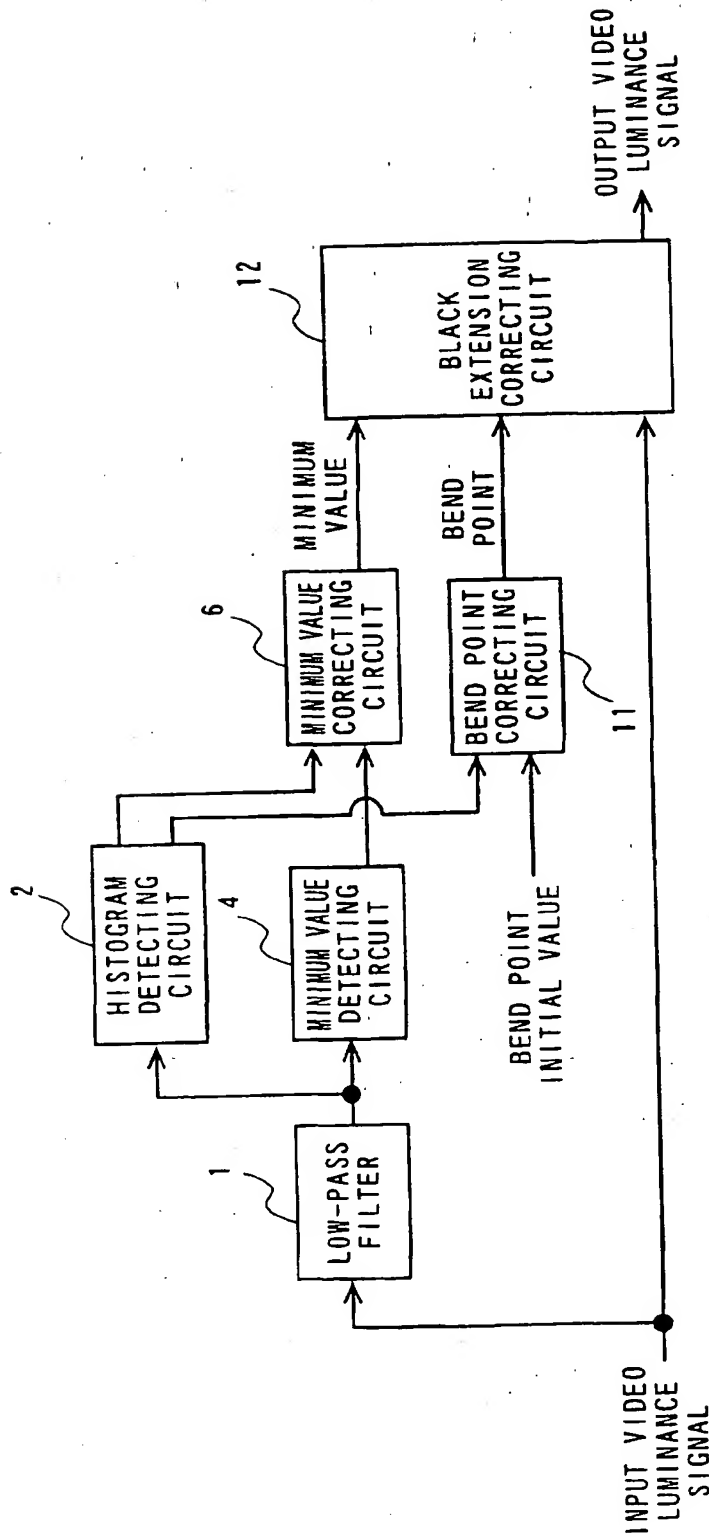 INPUT VIDEO
LUMINANCE
SIGNAL
1
LOW-PASS
FILTER
2
HISTOGRAM
DETECTING
CIRCUIT
4
MINIMUM VALUE
DETECTING
CIRCUIT
BEND POINT
INITIAL VALUE
6
MINIMUM VALUE
CORRECTING
CIRCUIT
BEND POINT
CORRECTING
CIRCUIT
11
MINIMUM
VALUE
BEND
POINT
12
BLACK
EXTENSION
CORRECTING
CIRCUIT
OUTPUT VIDEO
LUMINANCE
SIGNAL